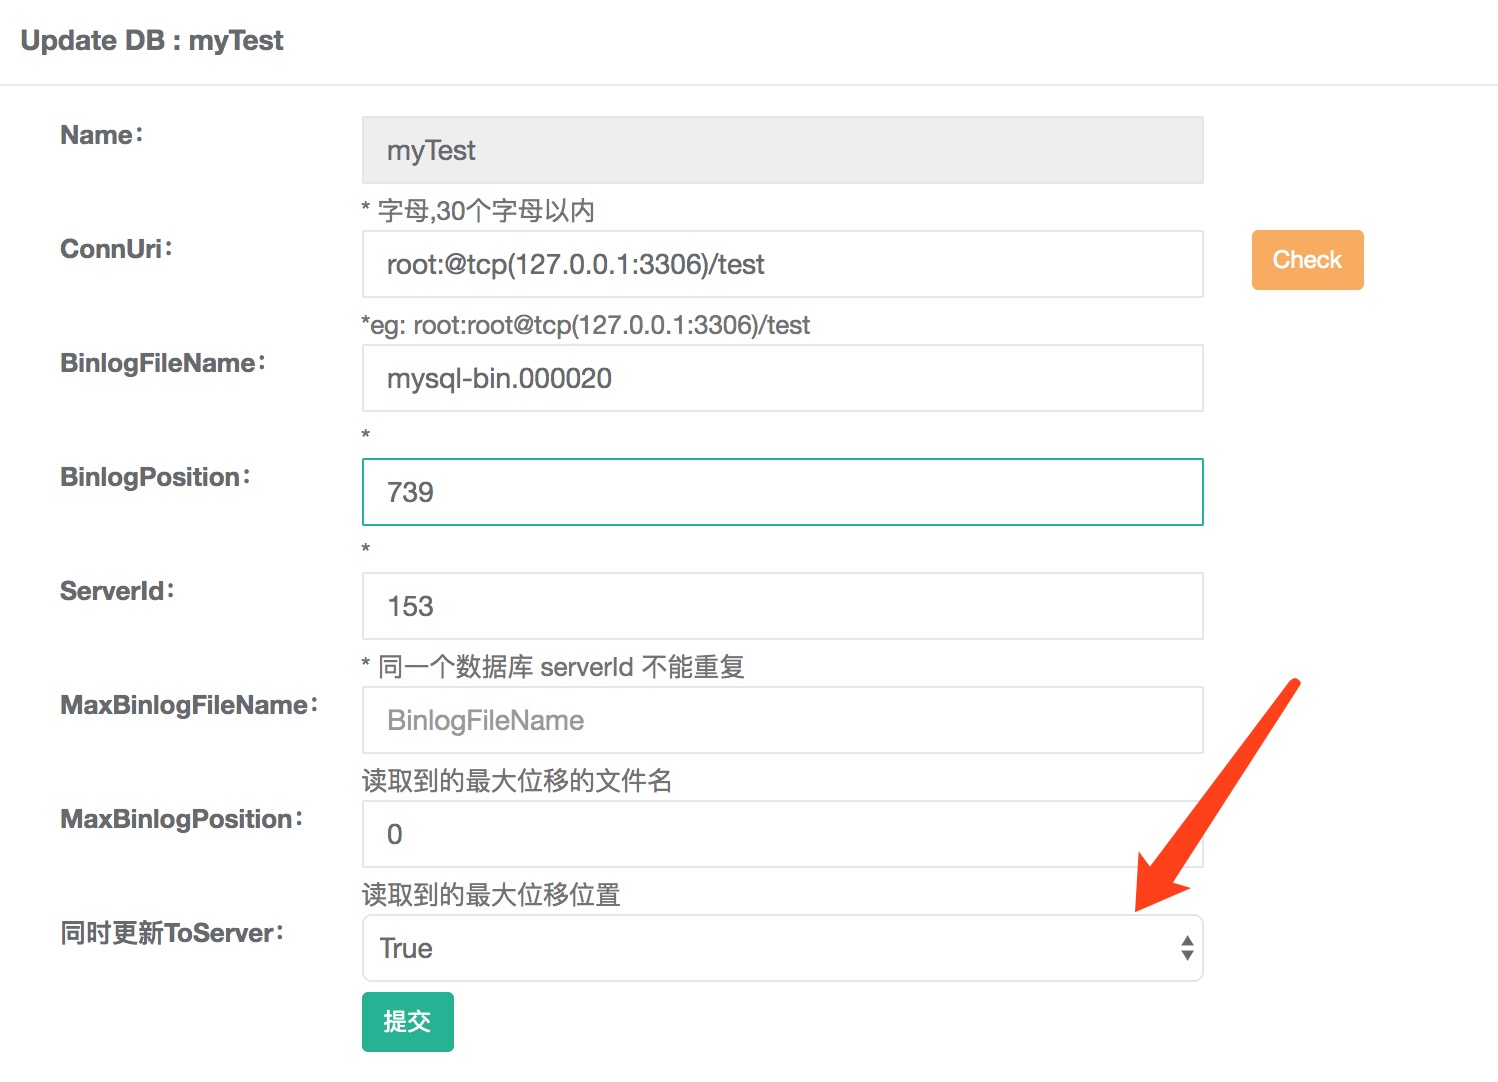 Update DB : myTest
Name：
myTest
* 字母,30个字母以内
ConnUri：
root:@tcp(127.0.0.1:3306)/test
Check
*eg: root:root@tcp(127.0.0.1:3306)/test
BinlogFileName：
mysql-bin.000020
*
BinlogPosition：
739
*
ServerId：
153
* 同一个数据库 serverId 不能重复
MaxBinlogFileName：
BinlogFileName
读取到的最大位移的文件名
MaxBinlogPosition：
0
读取到的最大位移位置
同时更新ToServer：
True
提交